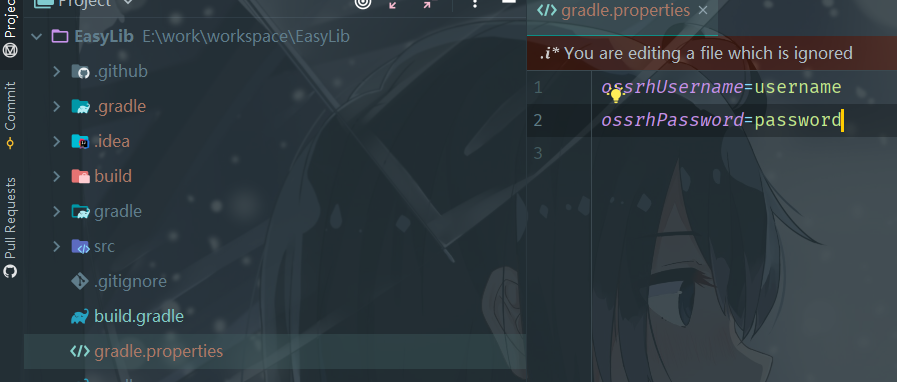 Project
gradle.properties
EasyLib E:\work\workspace\EasyLib
.i* You are editing a file which is ignored
.github
.gradle
.idea
build
gradle
src
.gitignore
build.gradle
gradle.properties
1 ossrhUsername=username
2 ossrhPassword=password
3
Commit
Pull Requests